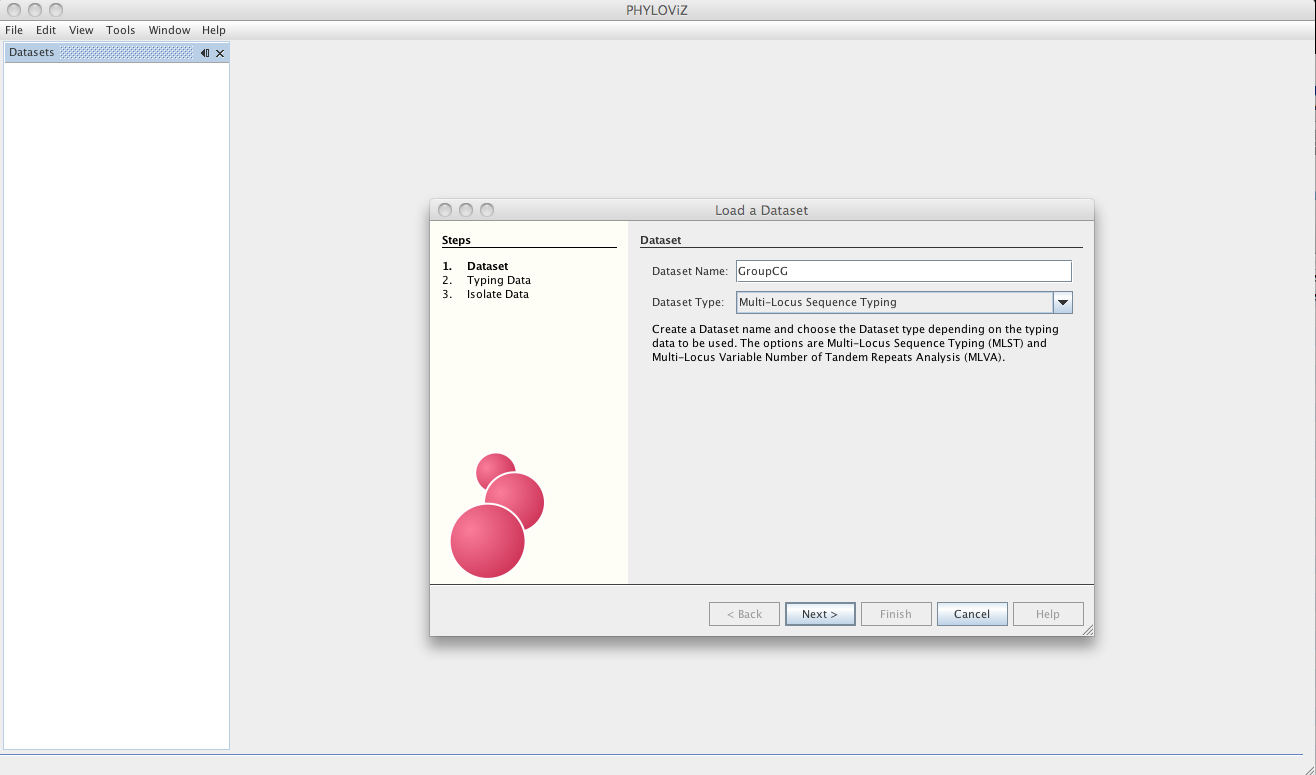 PHYLOViZ
File Edit View Tools Window Help
Datasets
Load a Dataset
Steps
1. Dataset
2. Typing Data
3. Isolate Data
Dataset
Dataset Name: GroupCG
Dataset Type: Multi-Locus Sequence Typing
Create a Dataset name and choose the Dataset type depending on the typing
data to be used. The options are Multi-Locus Sequence Typing (MLST) and
Multi-Locus Variable Number of Tandem Repeats Analysis (MLVA).
< Back Next > Finish Cancel Help